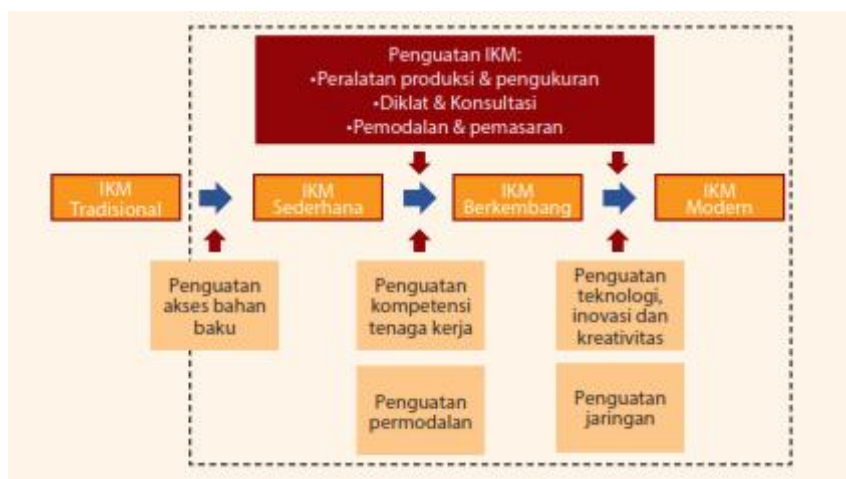 Penguatan IKM:
•Peralatan produksi & pengukuran
•Diklat & Konsultasi
•Pemodalan & pemasaran
IKM
Tradisional
IKM
Sederhana
IKM
Berkembang
IKM
Modern
Penguatan
akses bahan
baku
Penguatan
kompetensi
tenaga kerja
Penguatan
teknologi,
inovasi dan
kreativitas
Penguatan
permodalan
Penguatan
jaringan